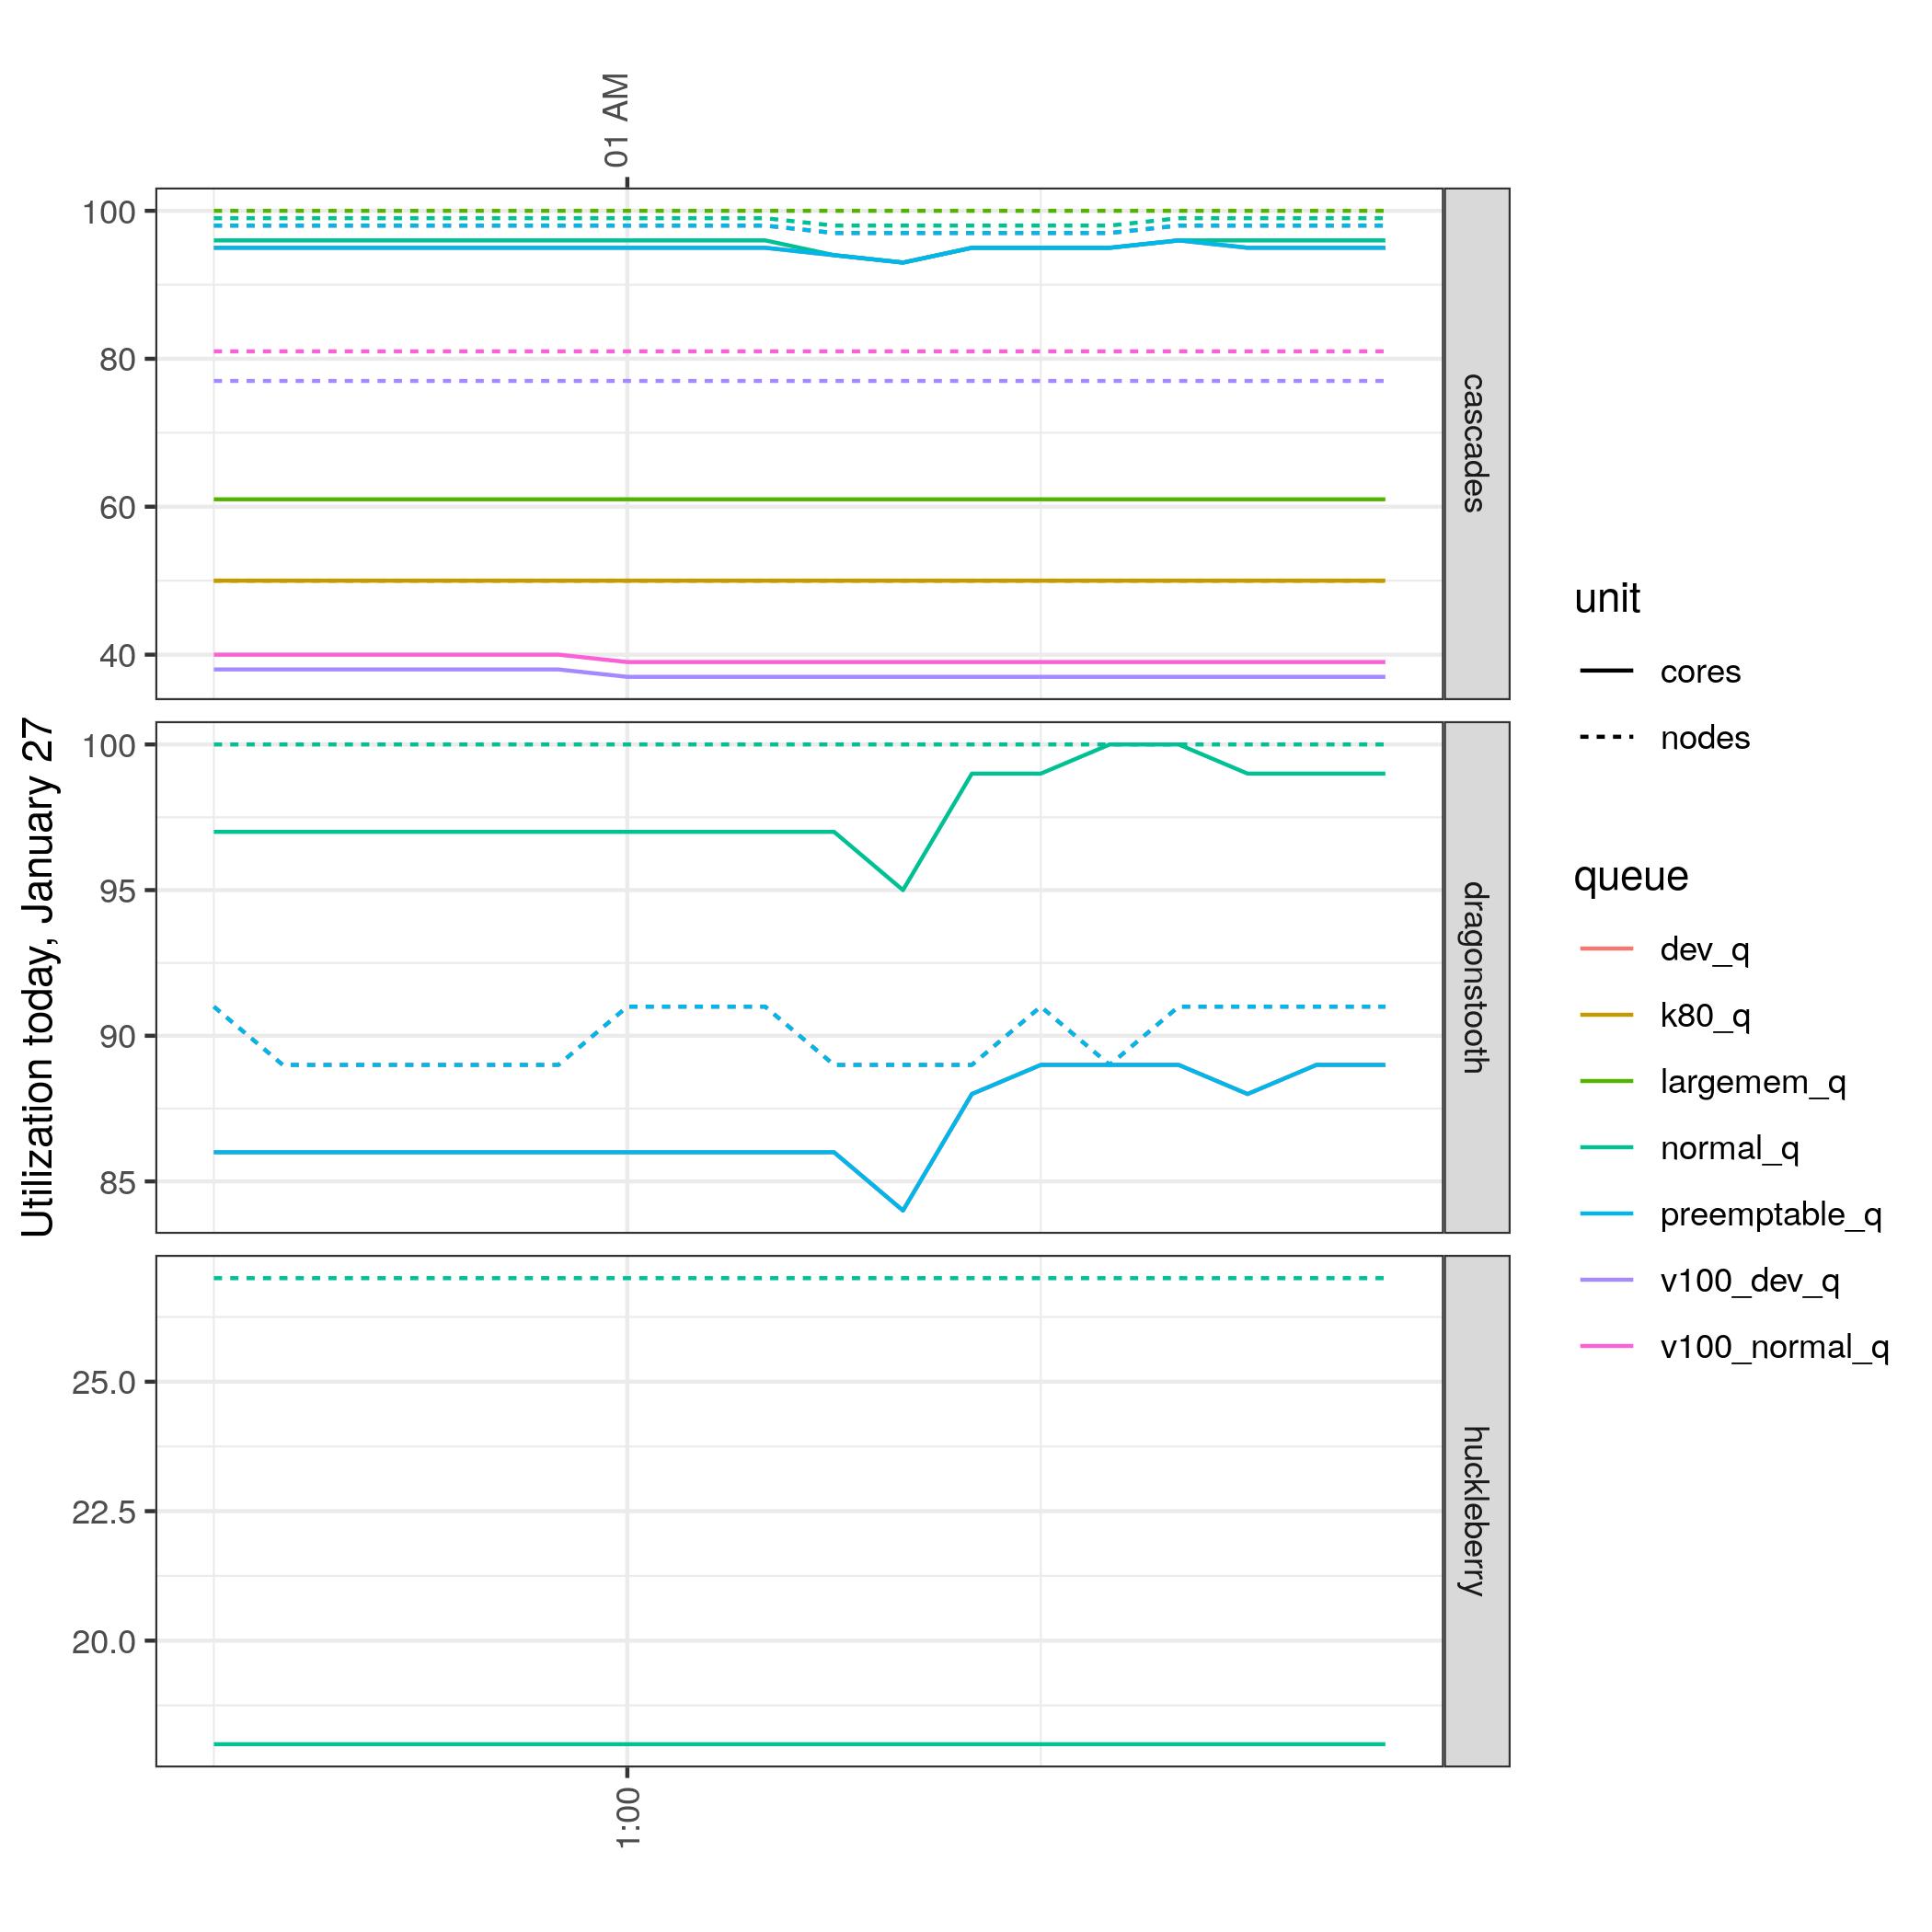 01 AM
Utilization today, January 27
100
80
60
40
cascades
100
95
90
85
dragonstooth
25.0
22.5
20.0
huckleberry
1:00
unit
cores
nodes
queue
dev_q
k80_q
largemem_q
normal_q
preemptable_q
v100_dev_q
v100_normal_q